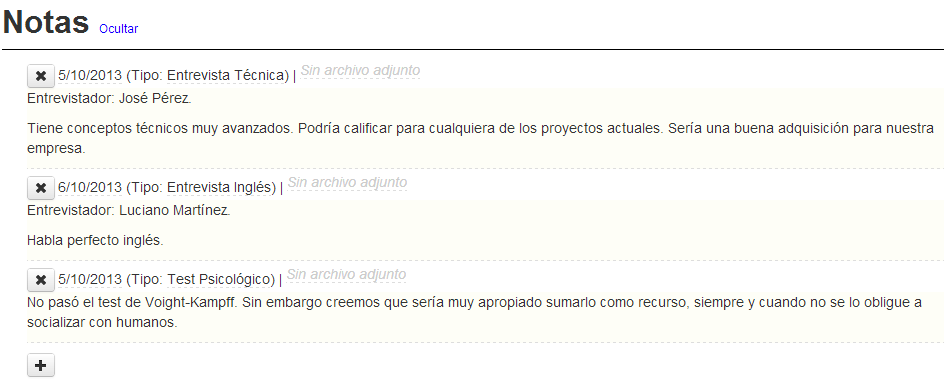 Notas Ocultar
5/10/2013 (Tipo: Entrevista Técnica) | Sin archivo adjunto
Entrevistador: José Pérez.
Tiene conceptos técnicos muy avanzados. Podría calificar para cualquiera de los proyectos actuales. Sería una buena adquisición para nuestra
empresa.
6/10/2013 (Tipo: Entrevista Inglés) | Sin archivo adjunto
Entrevistador: Luciano Martínez.
Habla perfecto inglés.
5/10/2013 (Tipo: Test Psicológico) | Sin archivo adjunto
No pasó el test de Voight-Kampff. Sin embargo creemos que sería muy apropiado sumarlo como recurso, siempre y cuando no se lo obligue a
socializar con humanos.